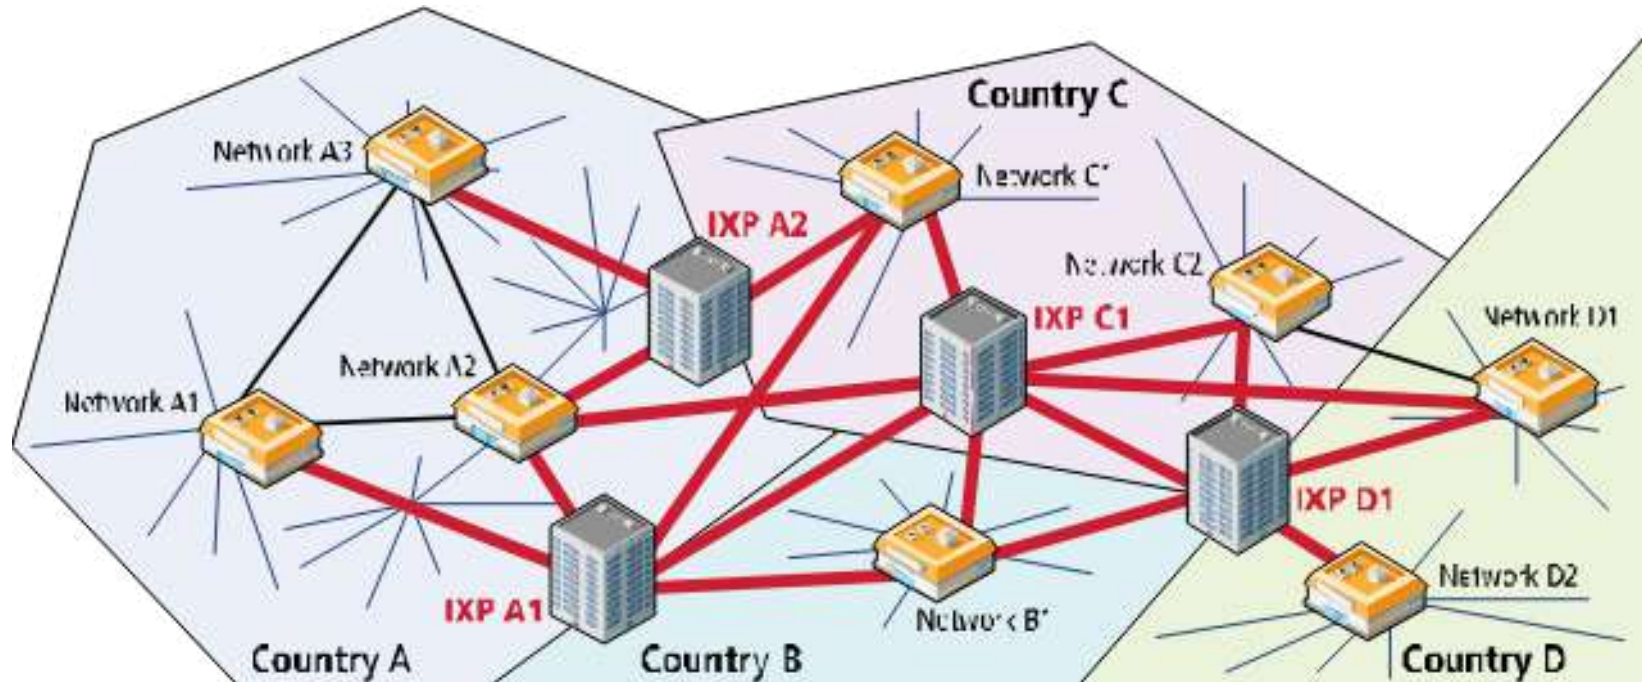 Country C
Network A3
Network C1
IXP A2
Network C2
IXP C1
Network D1
Network A2
Network A1
IXP D1
Network D2
IXP A1
Network B1
Country A
Country B
Country D